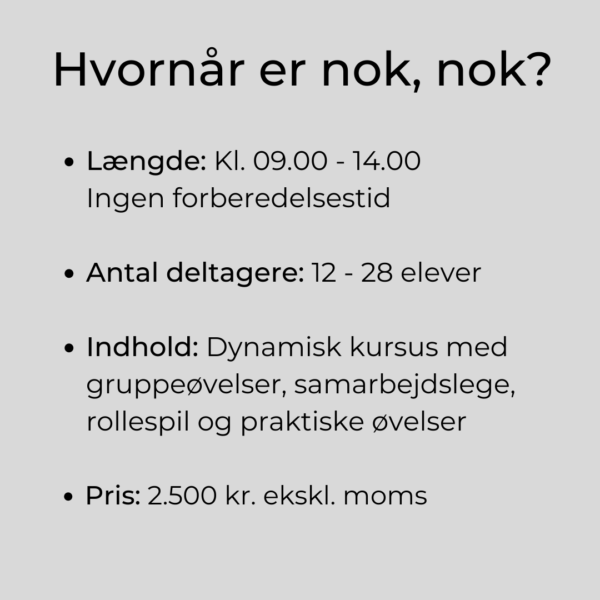 Hvornår er nok, nok?
• Længde: Kl. 09.00 - 14.00
Ingen forberedelsestid
• Antal deltagere: 12 - 28 elever
• Indhold: Dynamisk kursus med
gruppeøvelser, samarbejdslege,
rollespil og praktiske øvelser
• Pris: 2.500 kr. ekskl. moms